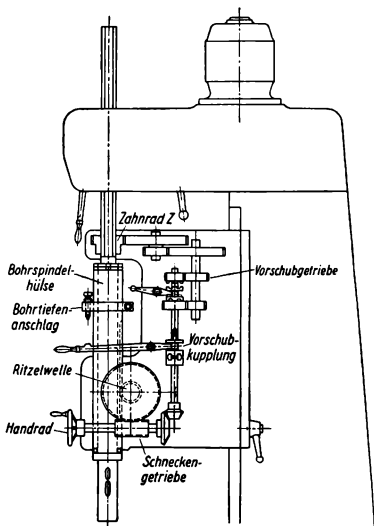 Zahnrad Z
Bohrspindel-
hülse
Vorschubgetriebe
Bohrtiefen-
anschlag
Vorschub-
kupplung
Ritzelwelle
Handrad
Schnecken-
getriebe